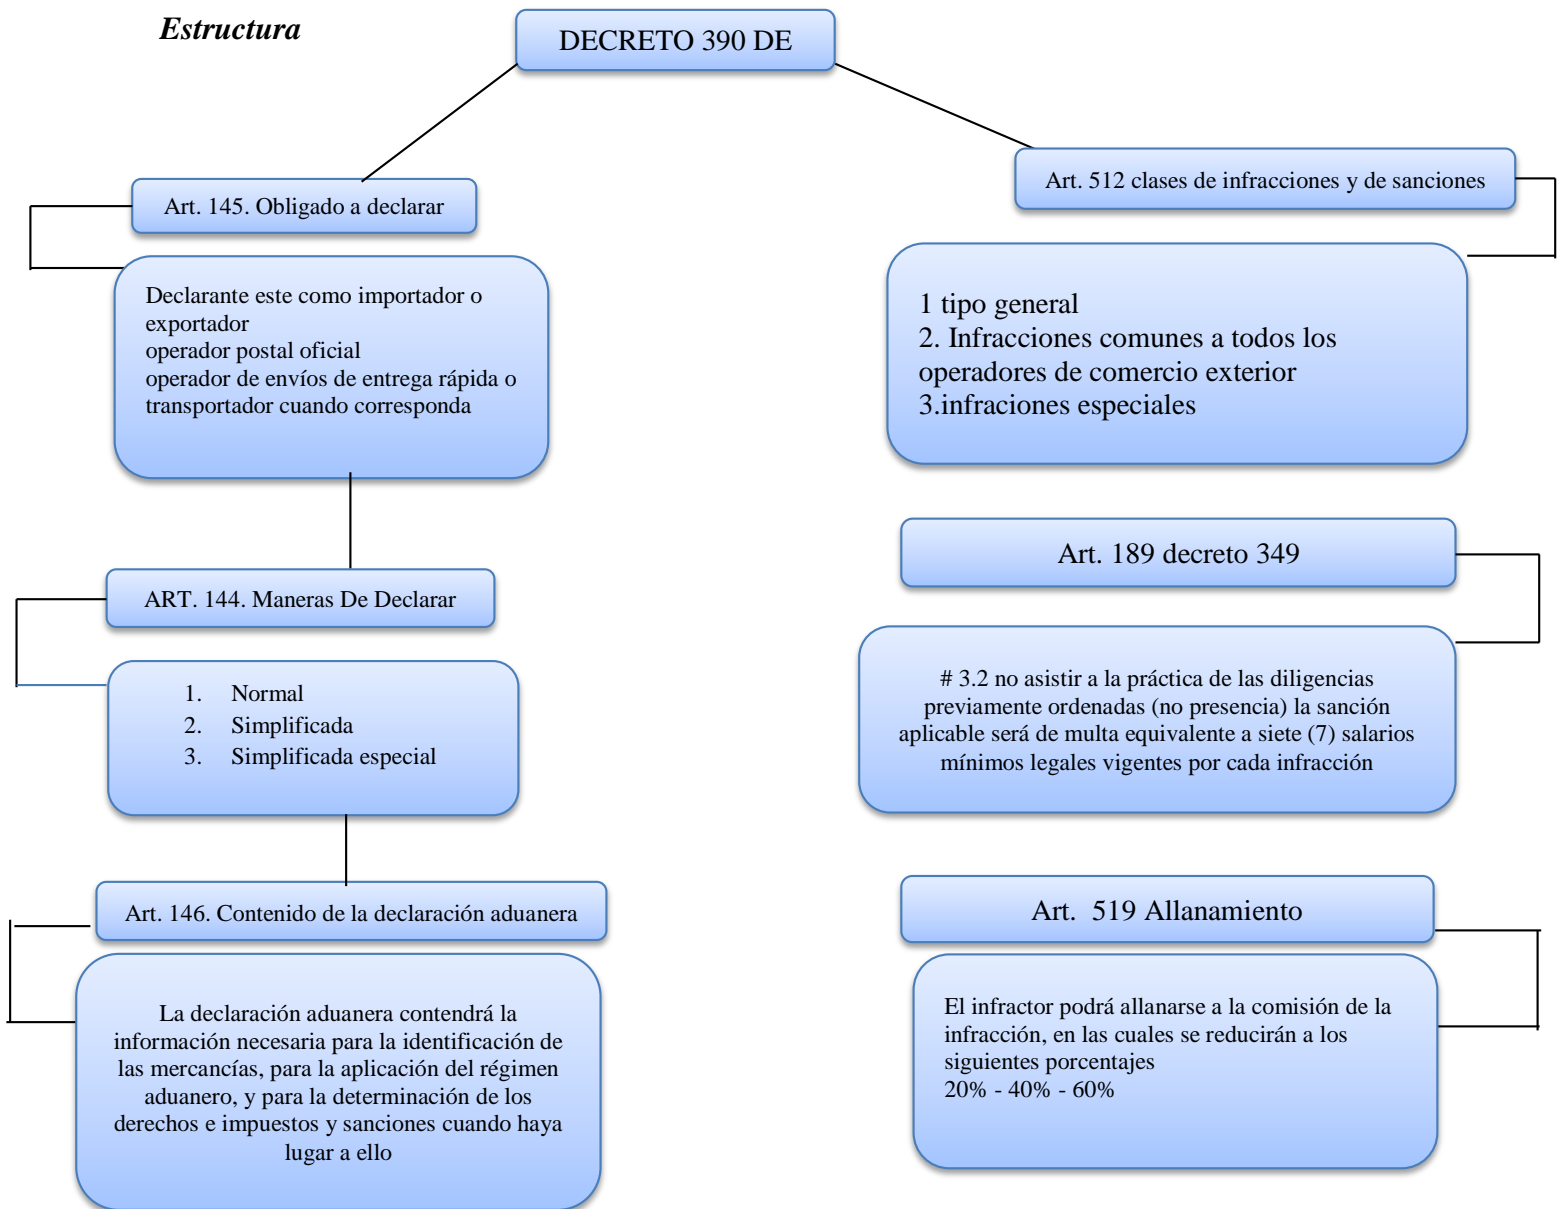 Estructura
DECRETO 390 DE
Art. 145. Obligado a declarar
Declarante este como importador o
exportador
operador postal oficial
operador de envíos de entrega rápida o
transportador cuando corresponda
ART. 144. Maneras De Declarar
1. Normal
2. Simplificada
3. Simplificada especial
Art. 146. Contenido de la declaración aduanera
La declaración aduanera contendrá la
información necesaria para la identificación de
las mercancías, para la aplicación del régimen
aduanero, y para la determinación de los
derechos e impuestos y sanciones cuando haya
lugar a ello
Art. 512 clases de infracciones y de sanciones
1 tipo general
2. Infracciones comunes a todos los
operadores de comercio exterior
3.infraciones especiales
Art. 189 decreto 349
# 3.2 no asistir a la práctica de las diligencias
previamente ordenadas (no presencia) la sanción
aplicable será de multa equivalente a siete (7) salarios
mínimos legales vigentes por cada infracción
Art. 519 Allanamiento
El infractor podrá allanarse a la comisión de la
infracción, en las cuales se reducirán a los
siguientes porcentajes
20% - 40% - 60%